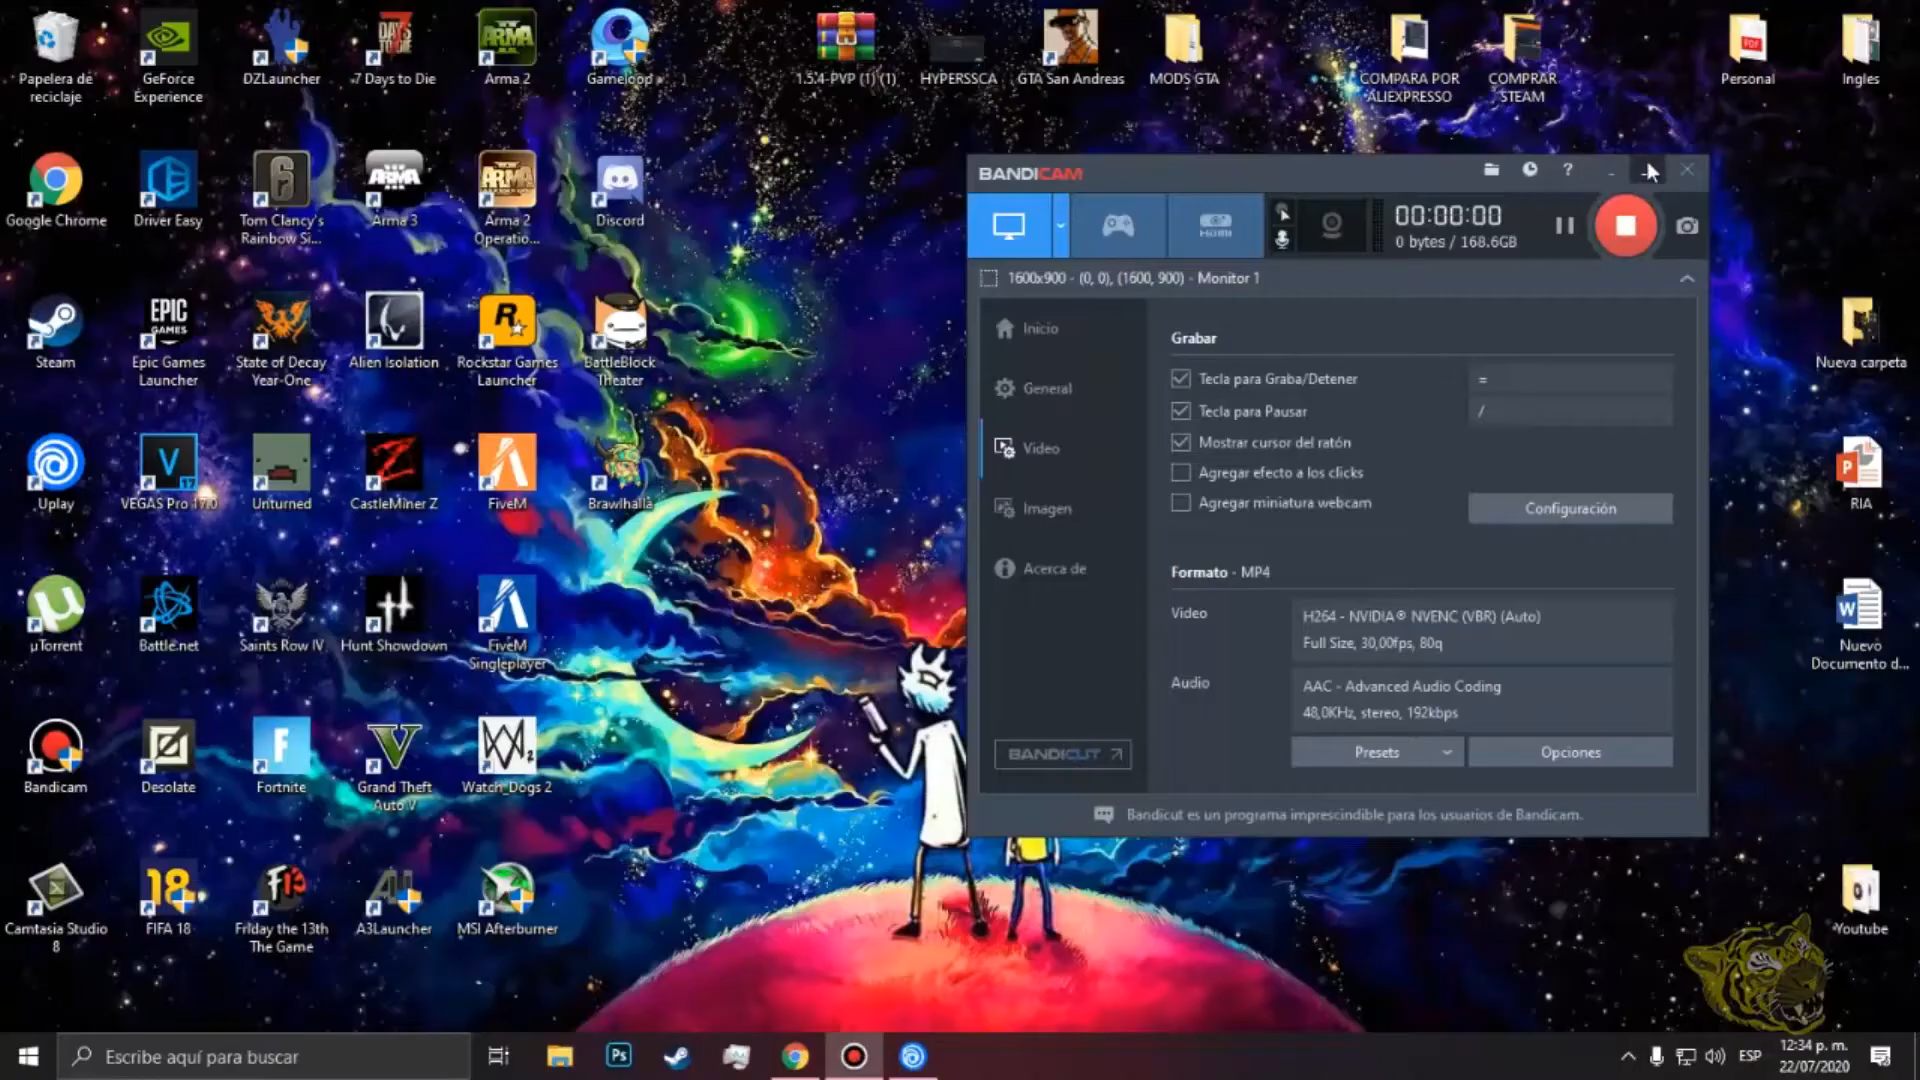 Papelera de
reciclaje
GeForce
Experience
DZLauncher
7 Days to Die
Arma 2
Gameloop
1.5.4-PVP (1) (1)
HYPERSSCA
GTA San Andreas
MODS GTA
COMPARA POR
ALIEXPRESSO
COMPRAR
STEAM
Personal
Ingles
Google Chrome
Driver Easy
Tom Clancy's
Rainbow Si...
Arma 3
Arma 2
Operatio...
Discord
Steam
Epic Games
Launcher
State of Decay
Year-One
Alien Isolation
Rockstar Games
Launcher
BattleBlock
Theater
Nueva carpeta
Uplay
VEGAS Pro 17.0
Unturned
CastleMiner Z
FiveM
Brawlhalla
RIA
µTorrent
Battle.net
Saints Row IV
Hunt Showdown
FiveM
Singleplayer
Nuevo
Documento d...
Bandicam
Desolate
Fortnite
Grand Theft
Auto V
Watch_Dogs 2
Camtasia Studio
8
FIFA 18
Friday the 13th
The Game
A3Launcher
MSI Afterburner
Youtube
BANDICAM
?
HDMI
00:00:00
0 bytes / 168.6GB
1600x900 - (0, 0), (1600, 900) - Monitor 1
Inicio
General
Video
Imagen
Acerca de
BANDICUT
Grabar
Tecla para Graba/Detener
=
Tecla para Pausar
/
Mostrar cursor del ratón
Agregar efecto a los clicks
Agregar miniatura webcam
Configuración
Formato - MP4
Video
H264 - NVIDIA® NVENC (VBR) (Auto)
Full Size, 30,00fps, 80q
Audio
AAC - Advanced Audio Coding
48,0KHz, stereo, 192kbps
Presets
Opciones
Bandicut es un programa imprescindible para los usuarios de Bandicam.
Escribe aquí para buscar
Ps
ESP
12:34 p. m.
22/07/2020